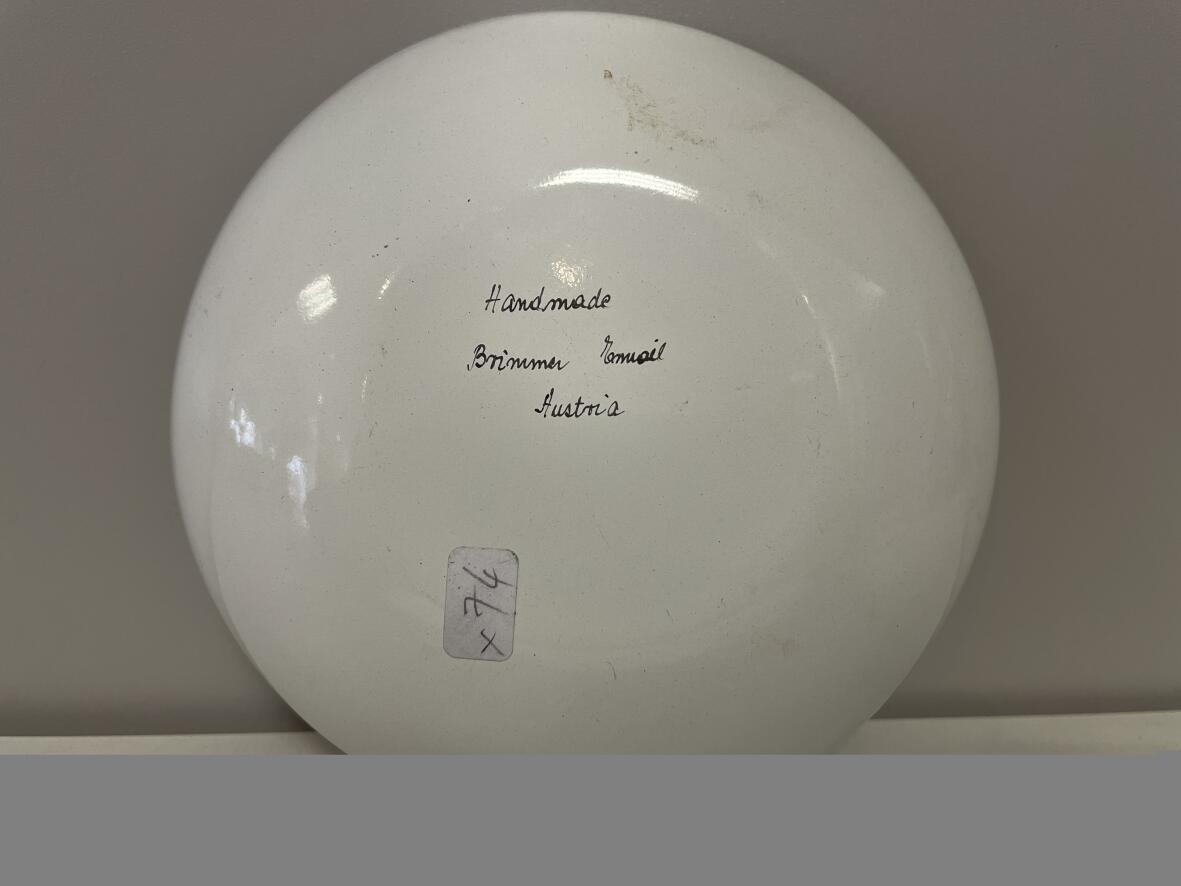 Handmade
Brimmer Email
Austria
x74